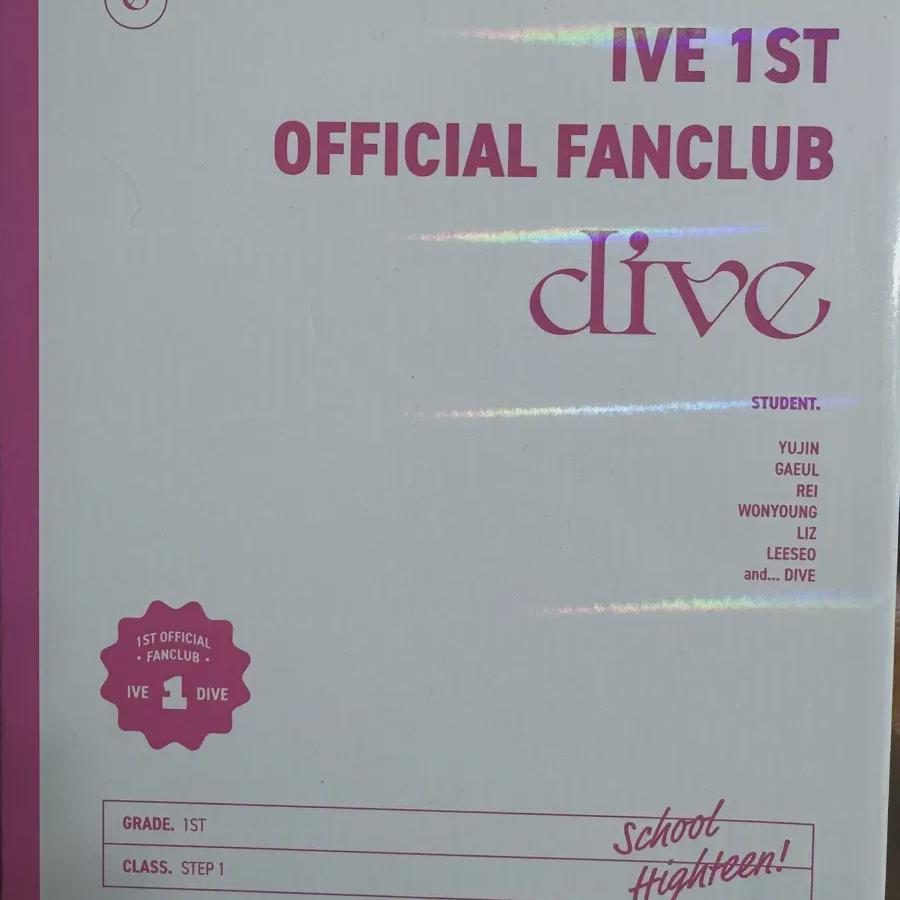 IVE 1ST
OFFICIAL FANCLUB
dive
STUDENT.
YUJIN
GAEUL
REI
WONYOUNG
LIZ
LEESEO
and... DIVE
1ST OFFICIAL
• FANCLUB •
IVE 1 DIVE
GRADE. 1ST
CLASS. STEP 1
School
Highteen!